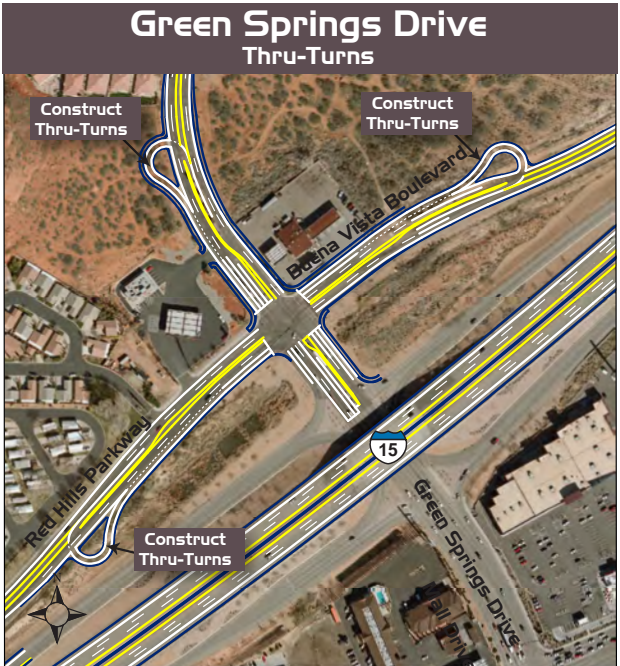 Green Springs Drive
Thru-Turns
Construct
Thru-Turns
Construct
Thru-Turns
Buena Vista Boulevard
Red Hills Parkway
15
Green Springs Drive
Construct
Thru-Turns
N